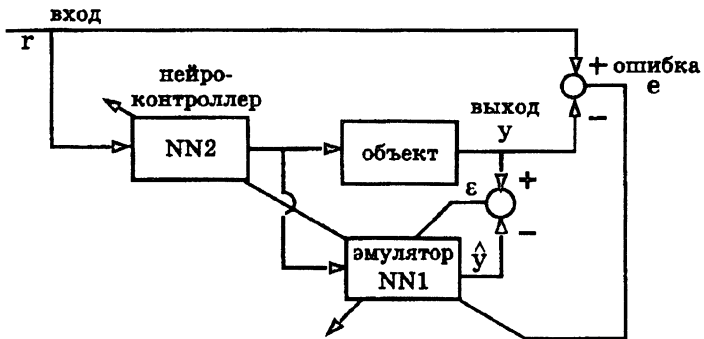 вход
r
нейро-
контроллер
NN2
объект
выход
y
+ ошибка
e
−
ε
+
−
ŷ
эмулятор
NN1